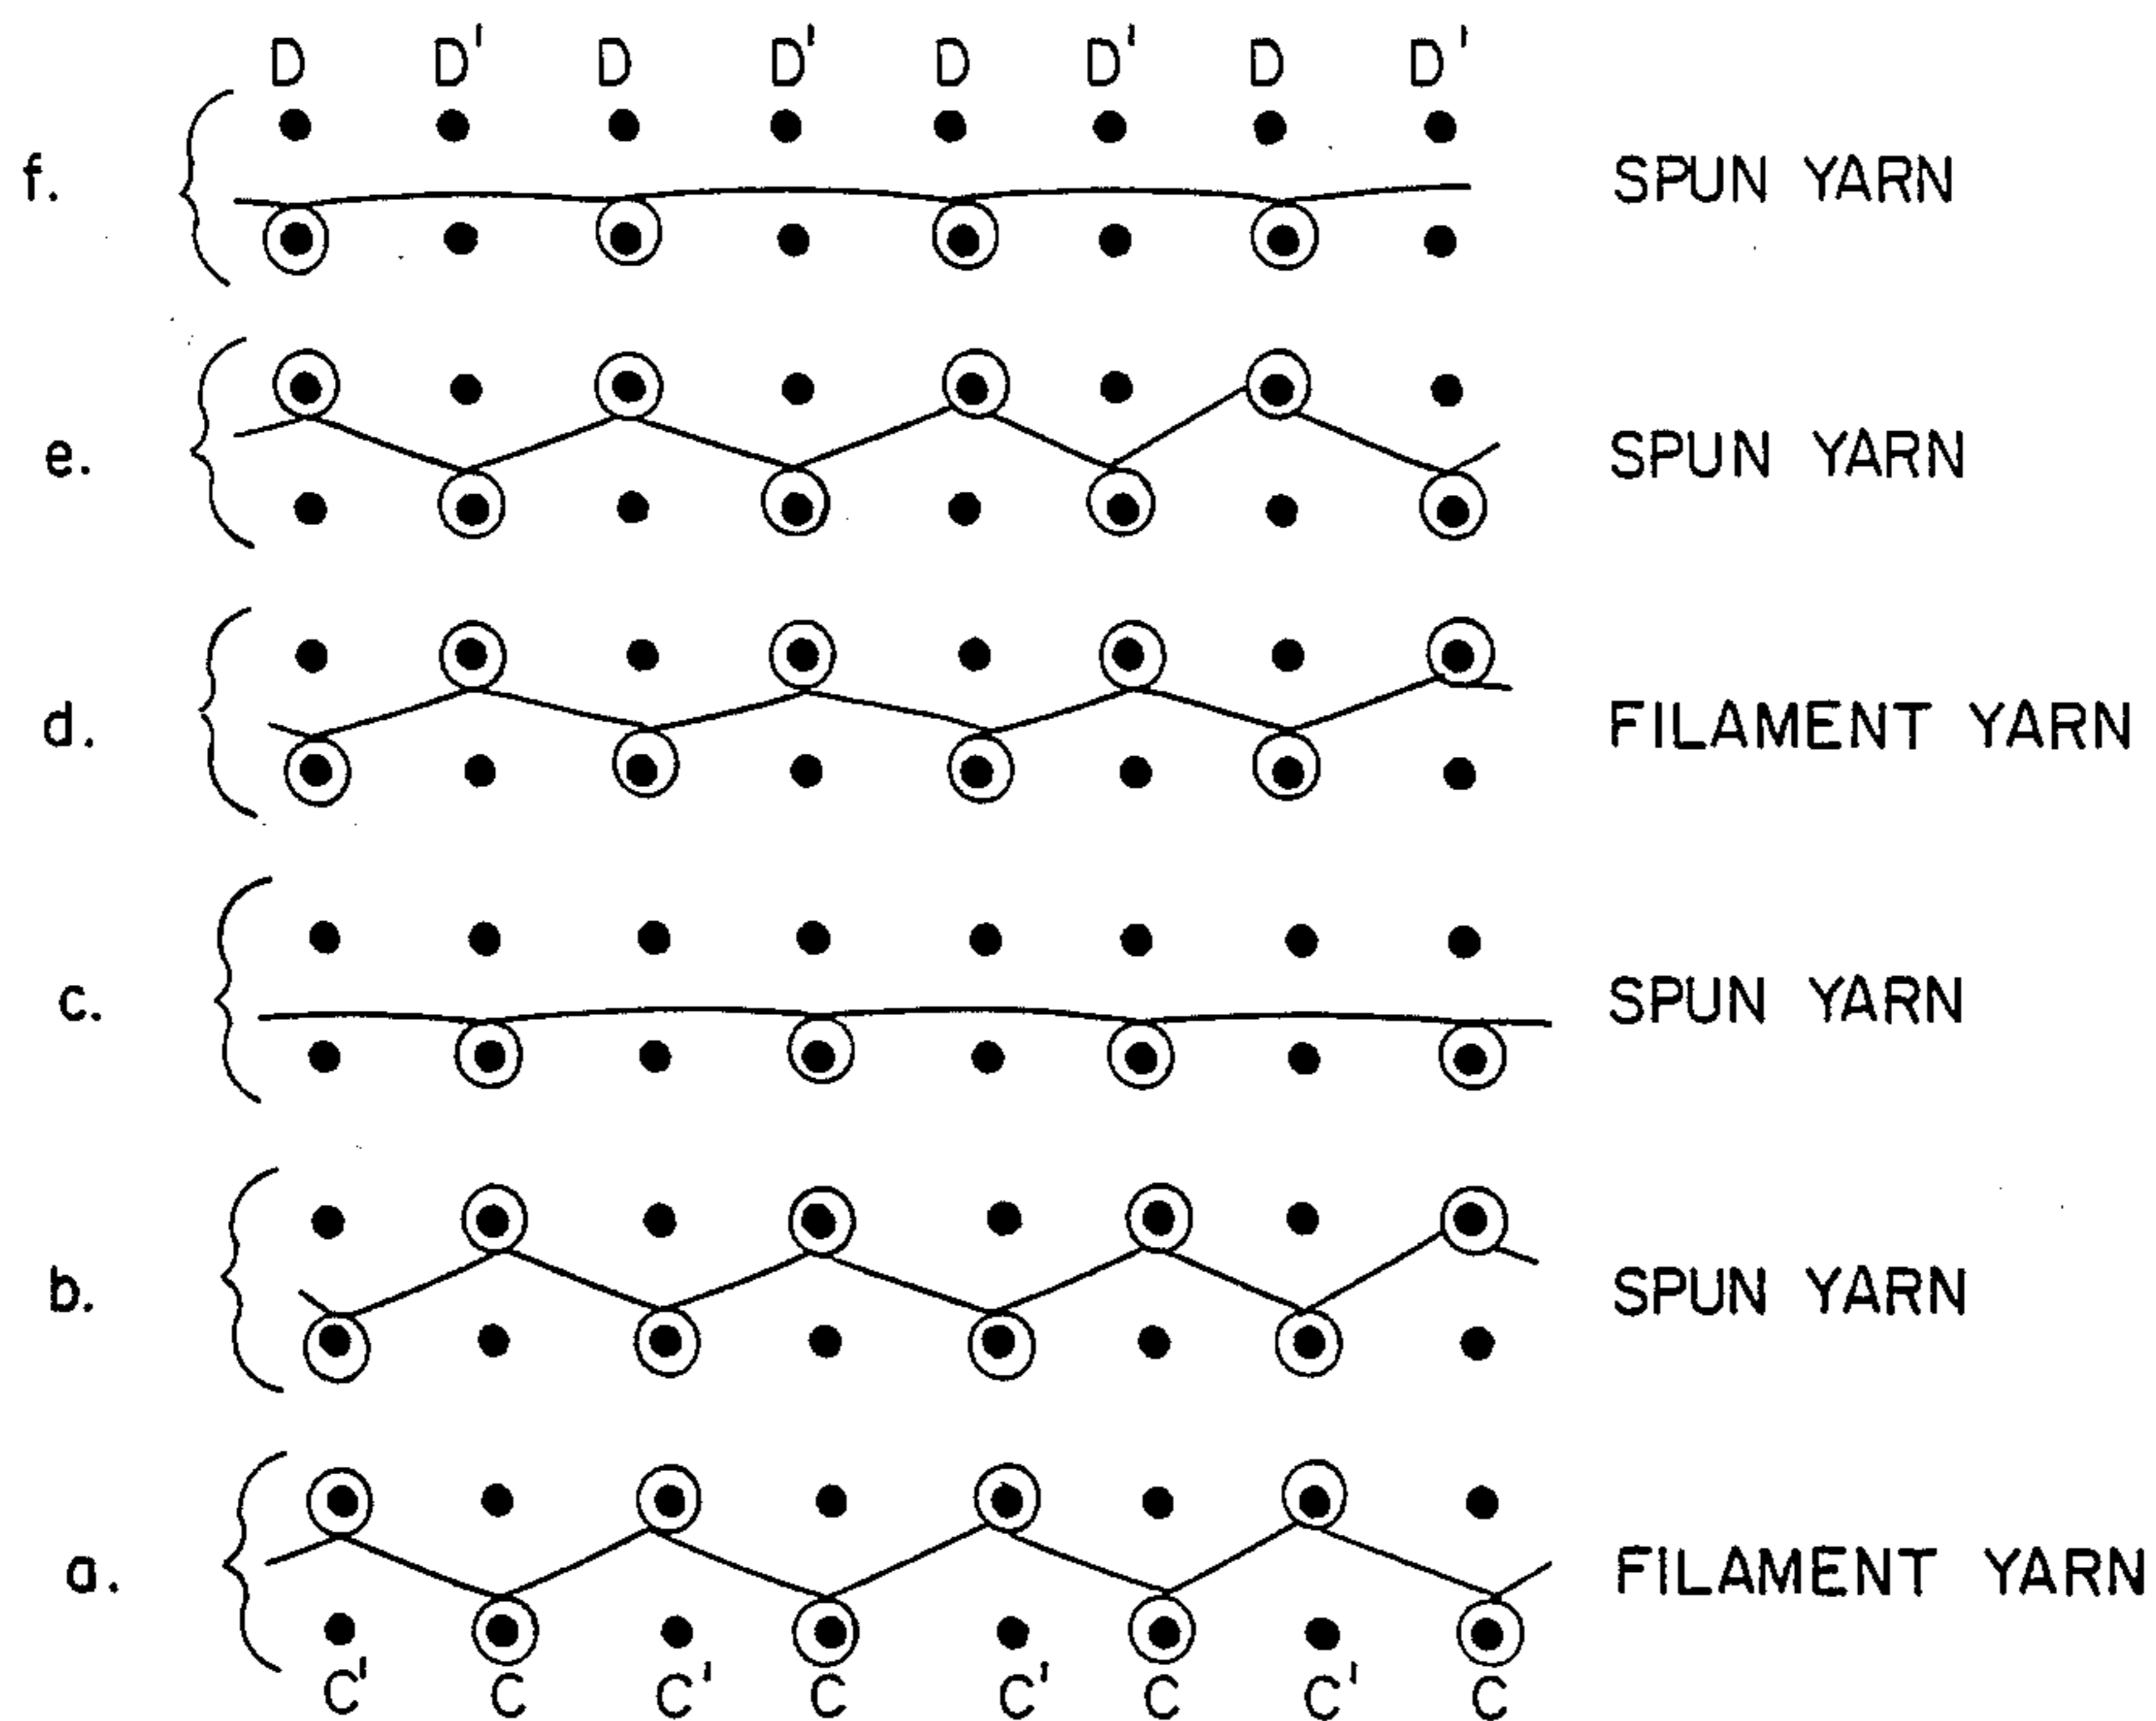 D D' D D' D D' D D'
f. SPUN YARN
e. SPUN YARN
d. FILAMENT YARN
c. SPUN YARN
b. SPUN YARN
a. FILAMENT YARN
C' C C' C C' C C' C